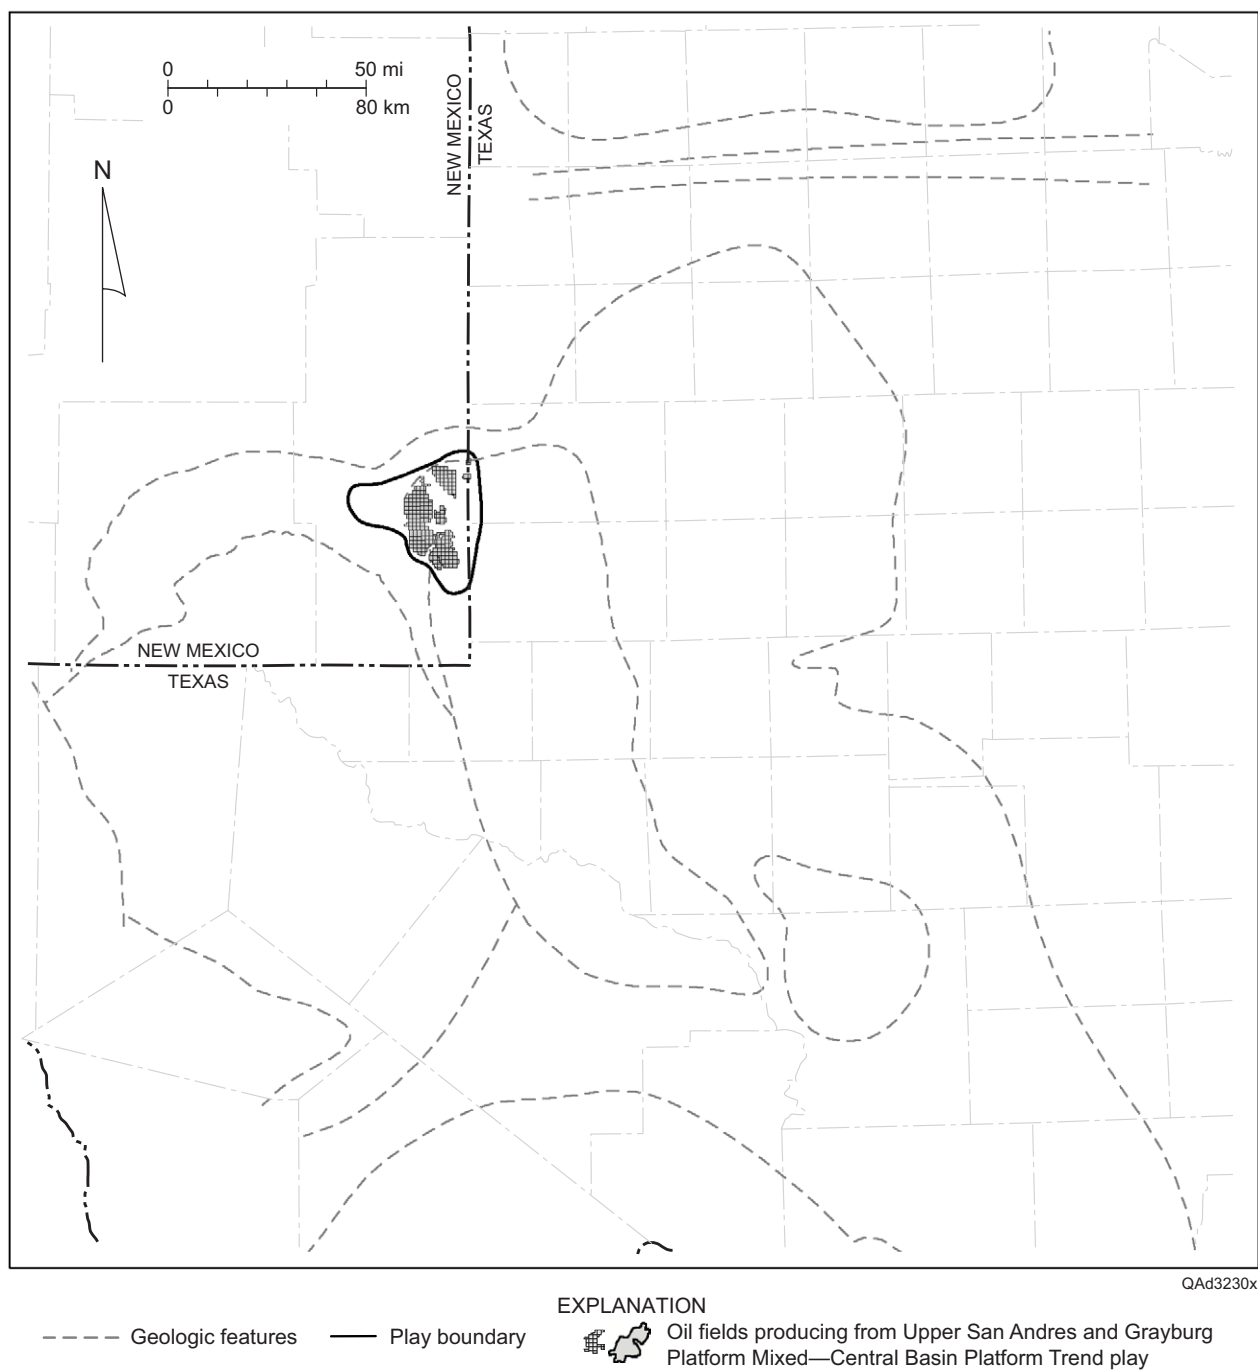 0 50 mi
0 80 km
NEW MEXICO
TEXAS
N
NEW MEXICO
TEXAS
QAd3230x
EXPLANATION
Geologic features
Play boundary
Oil fields producing from Upper San Andres and Grayburg
Platform Mixed—Central Basin Platform Trend play